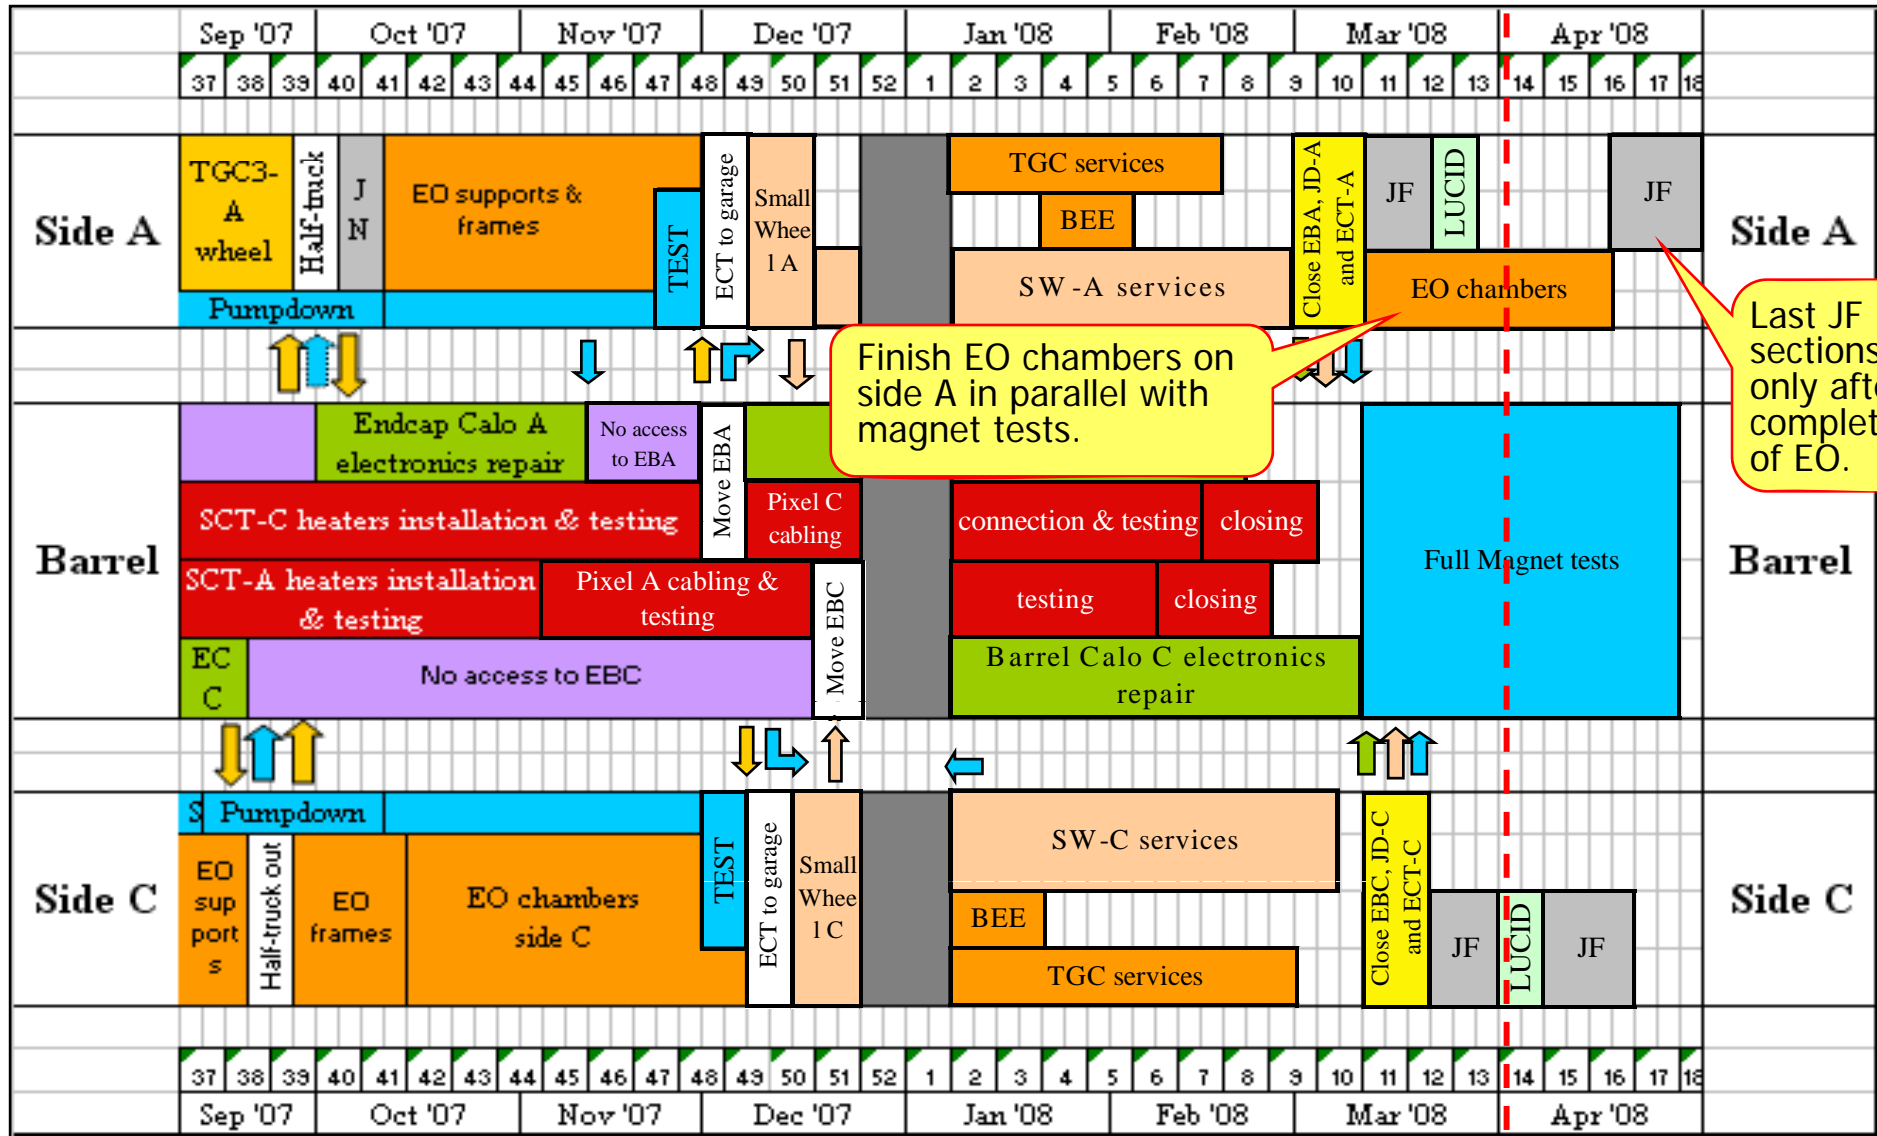 Sep '07 Oct '07 Nov '07 Dec '07 Jan '08 Feb '08 Mar '08 Apr '08
37 38 39 40 41 42 43 44 45 46 47 48 49 50 51 52 1 2 3 4 5 6 7 8 9 10 11 12 13 14 15 16 17 18
Side A
TGC3-
A
wheel
Half-truck
J
N
EO supports &
frames
TEST
Pumpdown
ECT to garage
Small
Whee
l A
TGC services
BEE
SW-A services
Close EBA, JD-A
and ECT-A
JF
LUCID
EO chambers
JF
Side A
Finish EO chambers on
side A in parallel with
magnet tests.
Last JF
sections
only aft
complet
of EO.
Barrel
Endcap Calo A
electronics repair
No access
to EBA
Move EBA
SCT-C heaters installation & testing
Pixel C
cabling
connection & testing
closing
SCT-A heaters installation
& testing
Pixel A cabling &
testing
Move EBC
testing
closing
EC
C
No access to EBC
Barrel Calo C electronics
repair
Full Magnet tests
Barrel
Side C
S
Pumpdown
EO
sup
port
s
Half-truck out
EO
frames
EO chambers
side C
TEST
ECT to garage
Small
Whee
l C
SW-C services
BEE
TGC services
Close EBC, JD-C
and ECT-C
JF
LUCID
JF
Side C
37 38 39 40 41 42 43 44 45 46 47 48 49 50 51 52 1 2 3 4 5 6 7 8 9 10 11 12 13 14 15 16 17 18
Sep '07 Oct '07 Nov '07 Dec '07 Jan '08 Feb '08 Mar '08 Apr '08